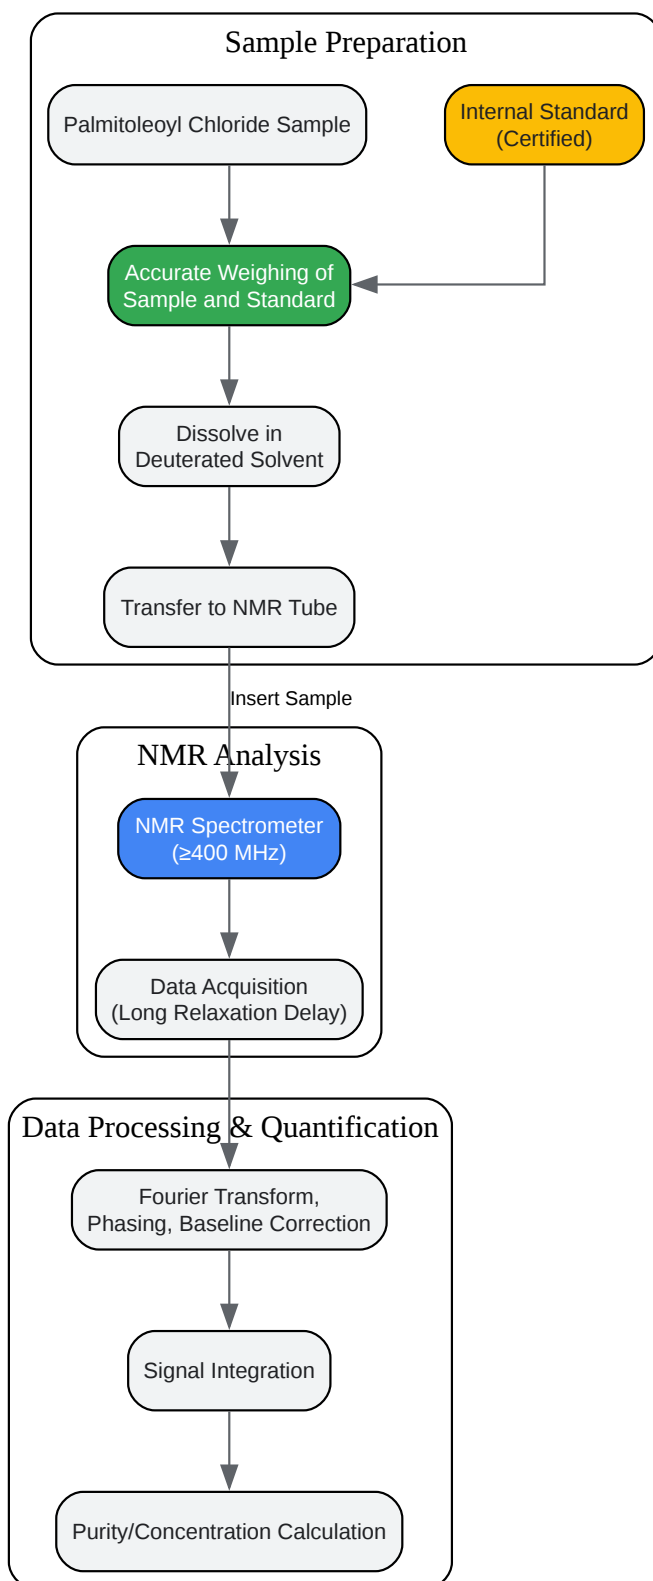 Sample Preparation
Palmitoleoyl Chloride Sample
Internal Standard
(Certified)
Accurate Weighing of
Sample and Standard
Dissolve in
Deuterated Solvent
Transfer to NMR Tube
Insert Sample
NMR Analysis
NMR Spectrometer
(≥400 MHz)
Data Acquisition
(Long Relaxation Delay)
Data Processing & Quantification
Fourier Transform,
Phasing, Baseline Correction
Signal Integration
Purity/Concentration Calculation